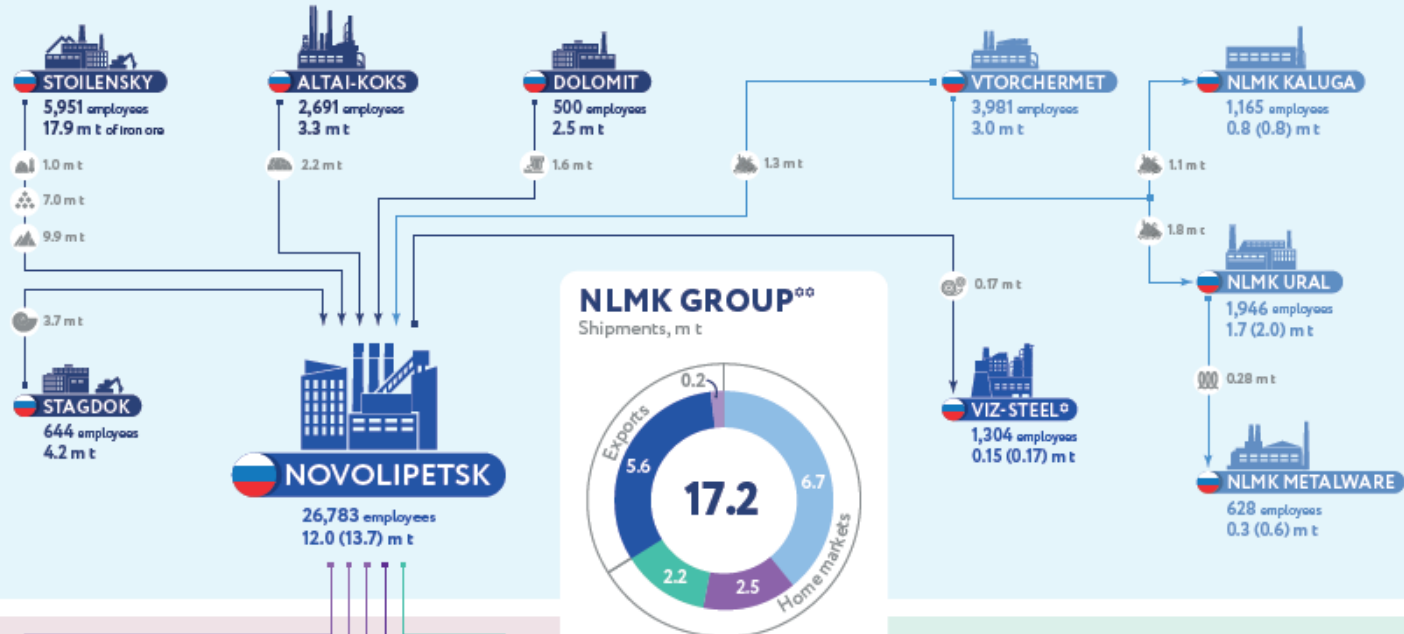 STOILENSKY
5,951 employees
17.9 m t of iron ore
1.0 m t
7.0 m t
9.9 m t
ALTAI-KOKS
2,691 employees
3.3 m t
2.2 m t
DOLOMIT
500 employees
2.5 m t
1.6 m t
VTORCHERMET
3,981 employees
3.0 m t
1.3 m t
NLMK KALUGA
1,165 employees
0.8 (0.8) m t
1.1 m t
1.8 m t
NLMK URAL
1,946 employees
1.7 (2.0) m t
0.28 m t
NLMK METALWARE
628 employees
0.3 (0.6) m t
0.17 m t
VIZ-STEEL✡
1,304 employees
0.15 (0.17) m t
3.7 m t
STAGDOK
644 employees
4.2 m t
NOVOLIPETSK
26,783 employees
12.0 (13.7) m t
NLMK GROUP✡✡
Shipments, m t
0.2
Exports
5.6
6.7
17.2
2.2
2.5
Home markets